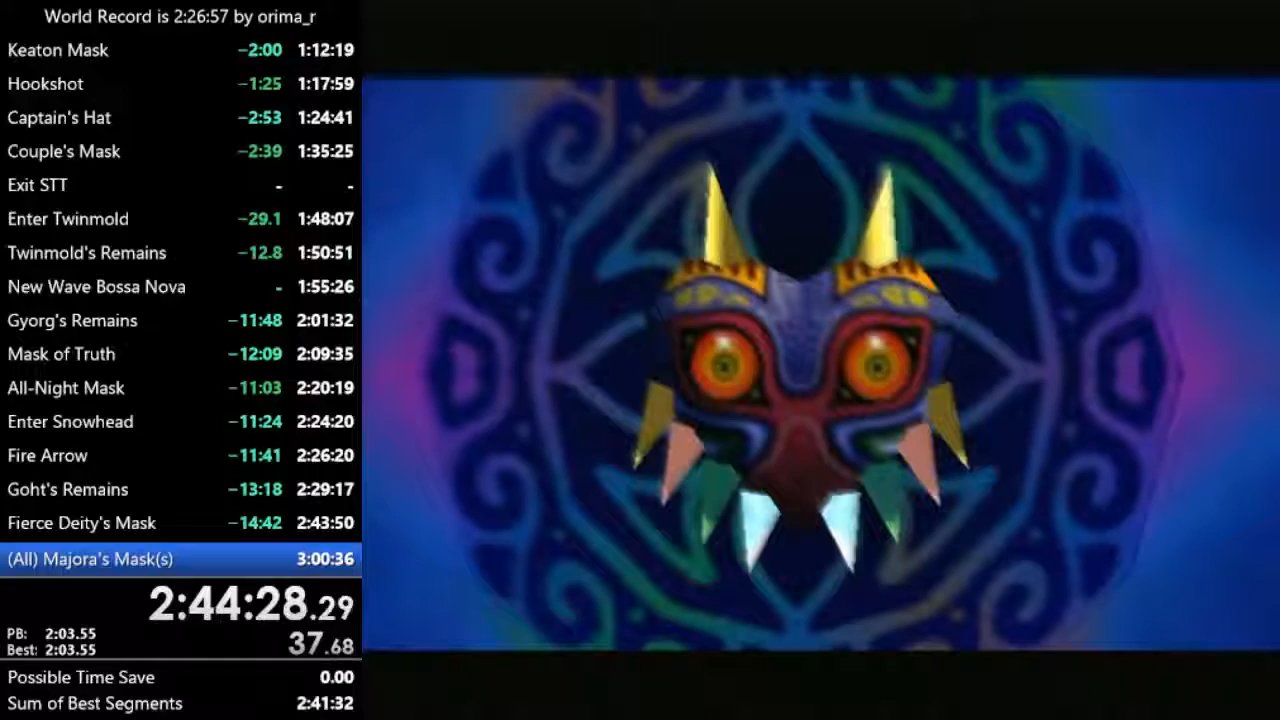 World Record is 2:26:57 by orima_r
Keaton Mask −2:00 1:12:19
Hookshot −1:25 1:17:59
Captain's Hat −2:53 1:24:41
Couple's Mask −2:39 1:35:25
Exit STT - -
Enter Twinmold −29.1 1:48:07
Twinmold's Remains −12.8 1:50:51
New Wave Bossa Nova - 1:55:26
Gyorg's Remains −11:48 2:01:32
Mask of Truth −12:09 2:09:35
All-Night Mask −11:03 2:20:19
Enter Snowhead −11:24 2:24:20
Fire Arrow −11:41 2:26:20
Goht's Remains −13:18 2:29:17
Fierce Deity's Mask −14:42 2:43:50
(All) Majora's Mask(s) 3:00:36
2:44:28.29
PB: 2:03.55
Best: 2:03.55
37.68
Possible Time Save 0.00
Sum of Best Segments 2:41:32